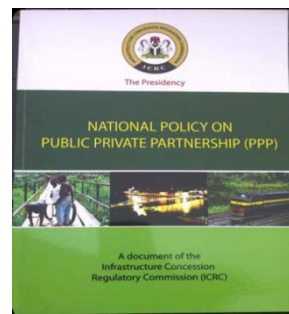 ICRC
The Presidency
NATIONAL POLICY ON
PUBLIC PRIVATE PARTNERSHIP (PPP)
A document of the
Infrastructure Concession
Regulatory Commission (ICRC)